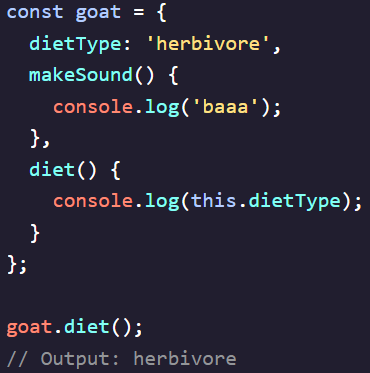 const goat = {
  dietType: 'herbivore',
  makeSound() {
    console.log('baaa');
  },
  diet() {
    console.log(this.dietType);
  }
};

goat.diet();
// Output: herbivore